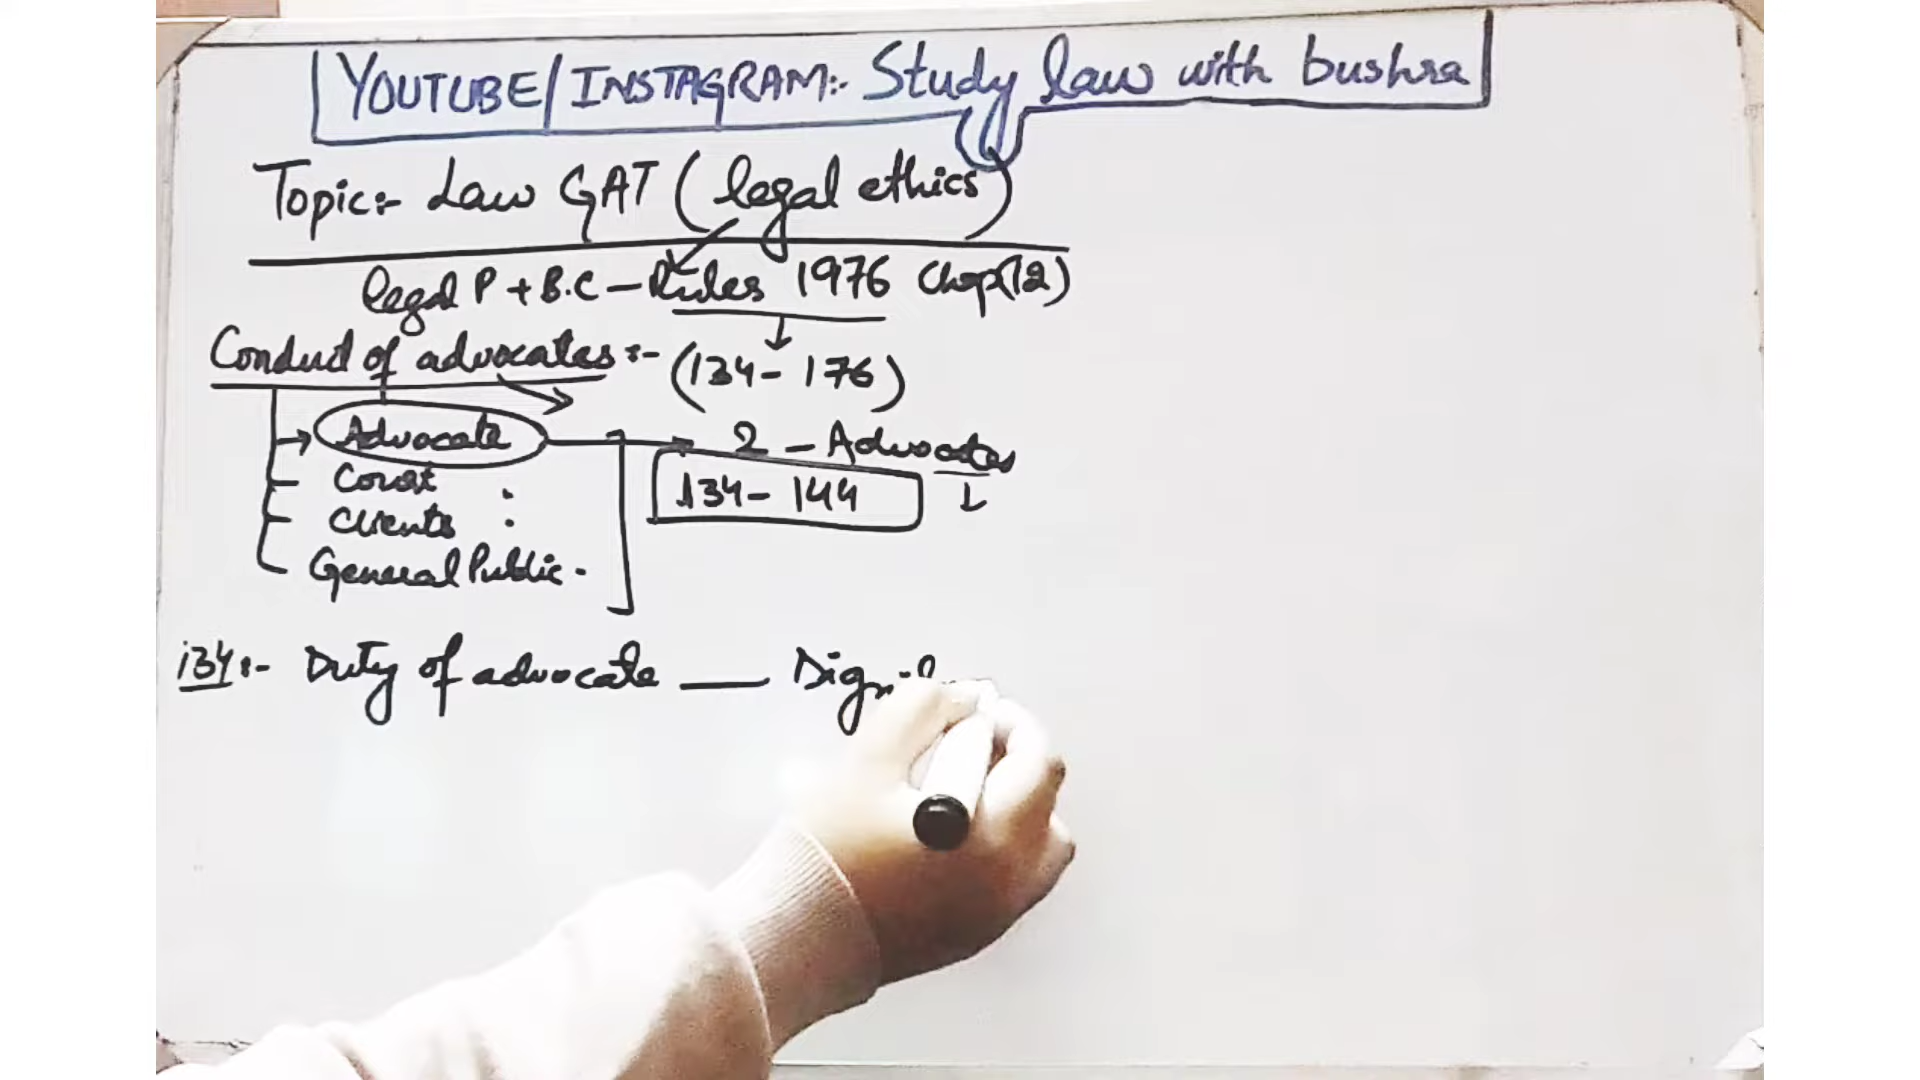 YOUTUBE/INSTAGRAM:- Study law with bushra
Topic:- Law GAT (legal ethics)
legal P + B.C - Rules 1976 Chap(12)
Conduct of advocates:- (134- 176)
Advocate 2 - Advocates
Court 134- 144
Clients
General Public.
134:- Duty of advocate —